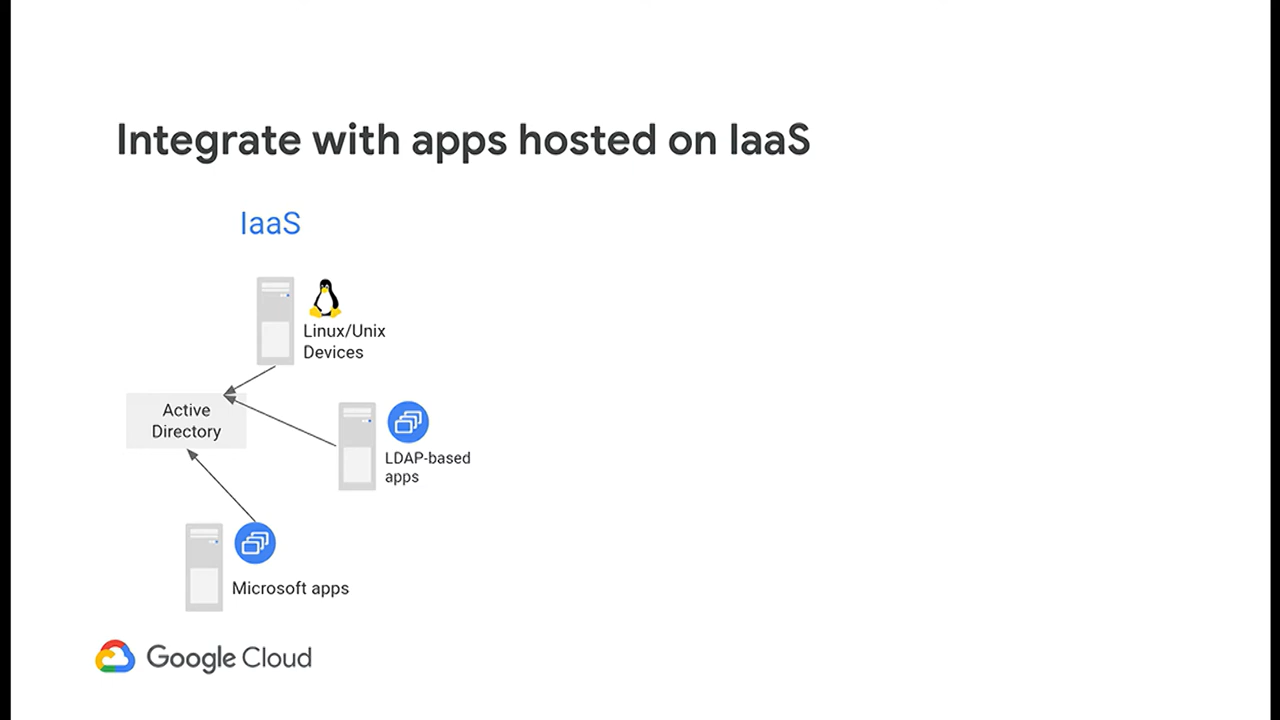 Integrate with apps hosted on IaaS
IaaS
Linux/Unix
Devices
Active
Directory
LDAP-based
apps
Microsoft apps
Google Cloud